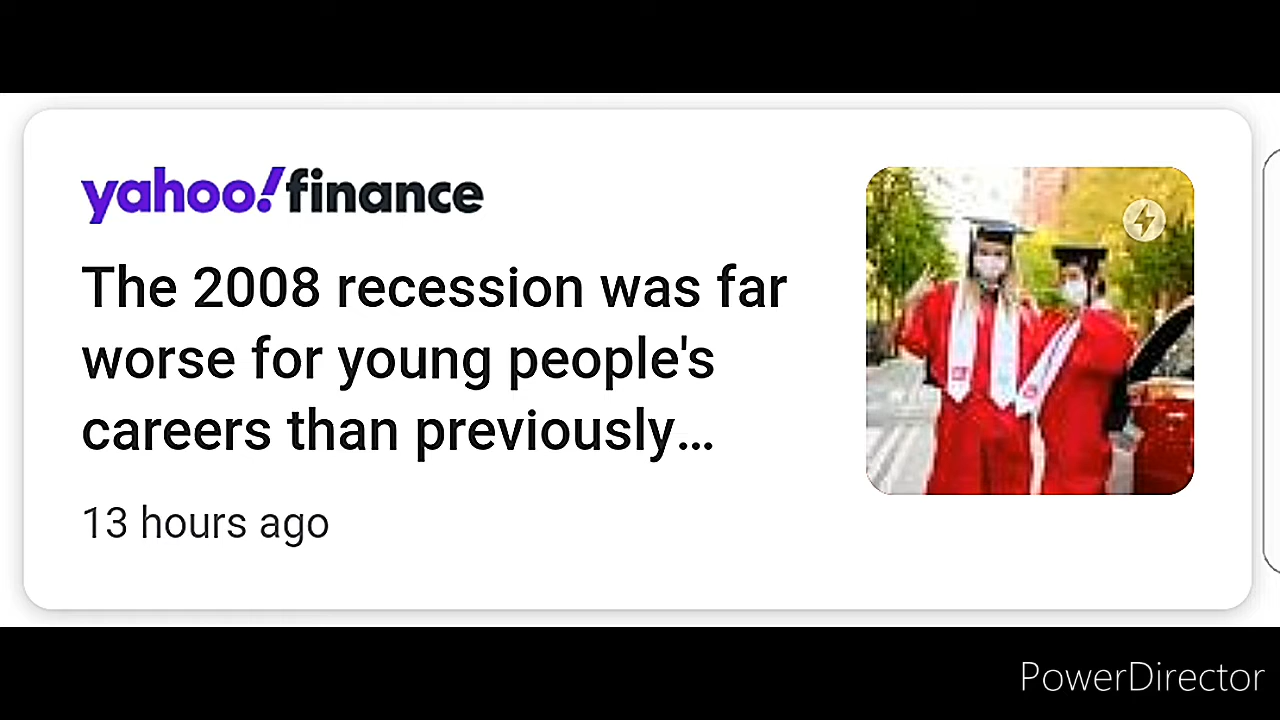 yahoo!finance
The 2008 recession was far
worse for young people's
careers than previously...
13 hours ago
PowerDirector